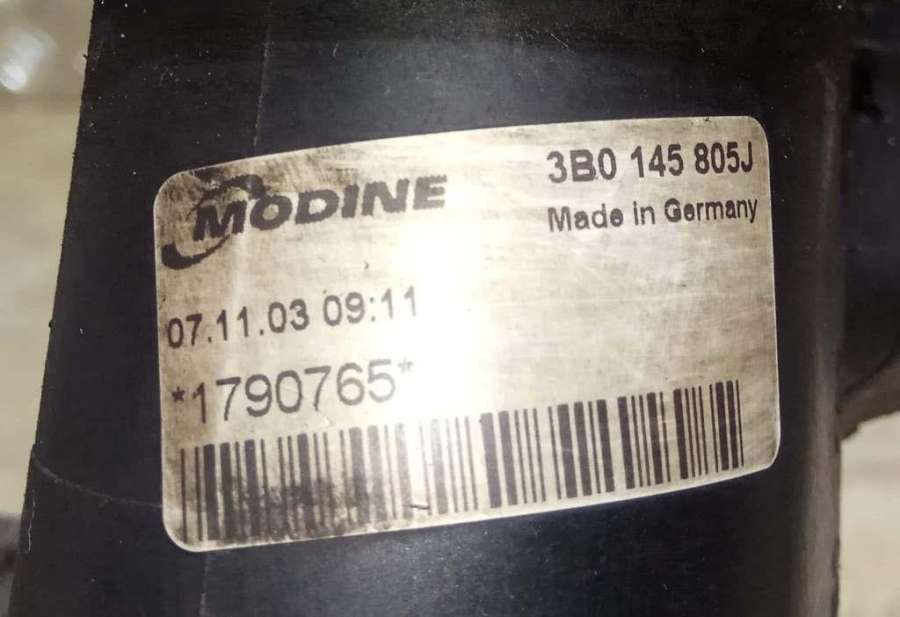 MODINE
3B0 145 805J
Made in Germany
07.11.03 09:11
*1790765*